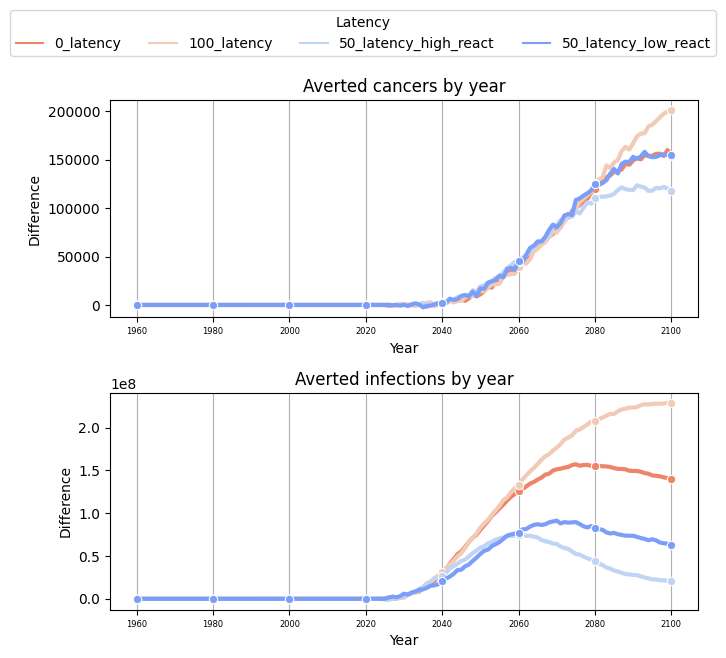 Latency
0_latency 100_latency 50_latency_high_react 50_latency_low_react
Averted cancers by year
200000
150000
100000
50000
0
Difference
1960 1980 2000 2020 2040 2060 2080 2100
Year
Averted infections by year
1e8
2.0
1.5
1.0
0.5
0.0
Difference
1960 1980 2000 2020 2040 2060 2080 2100
Year